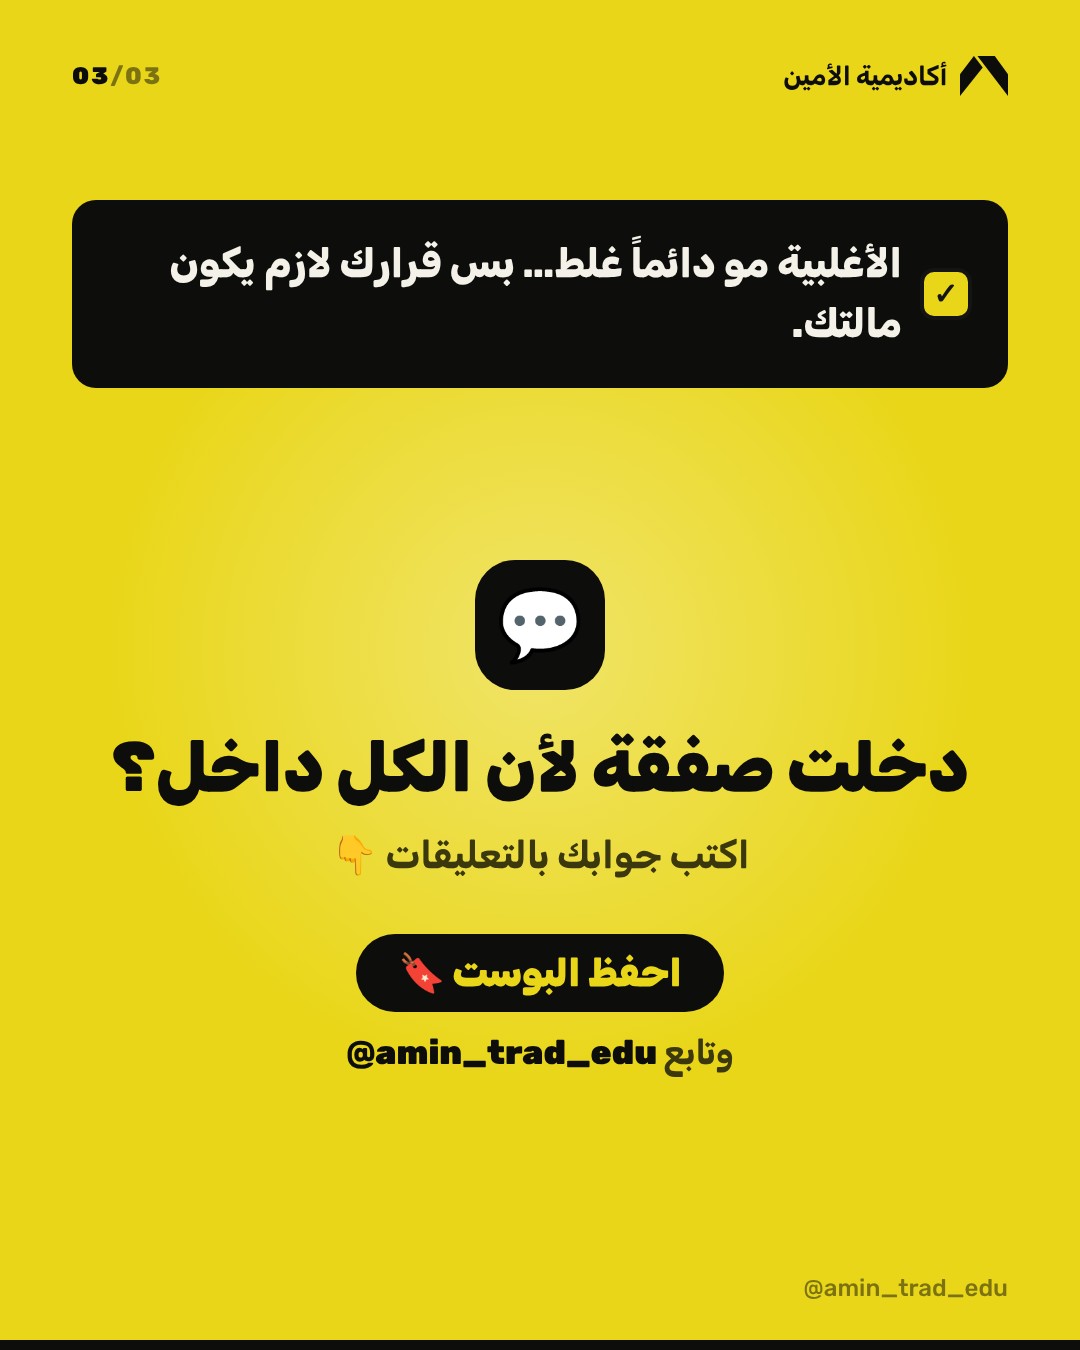 أكاديمية الأمين
03/03
الأغلبية مو دائماً غلط... بس قرارك لازم يكون
مالتك.
دخلت صفقة لأن الكل داخل؟
اكتب جوابك بالتعليقات 👇
احفظ البوست 🔖
وتابع @amin_trad_edu
@amin_trad_edu